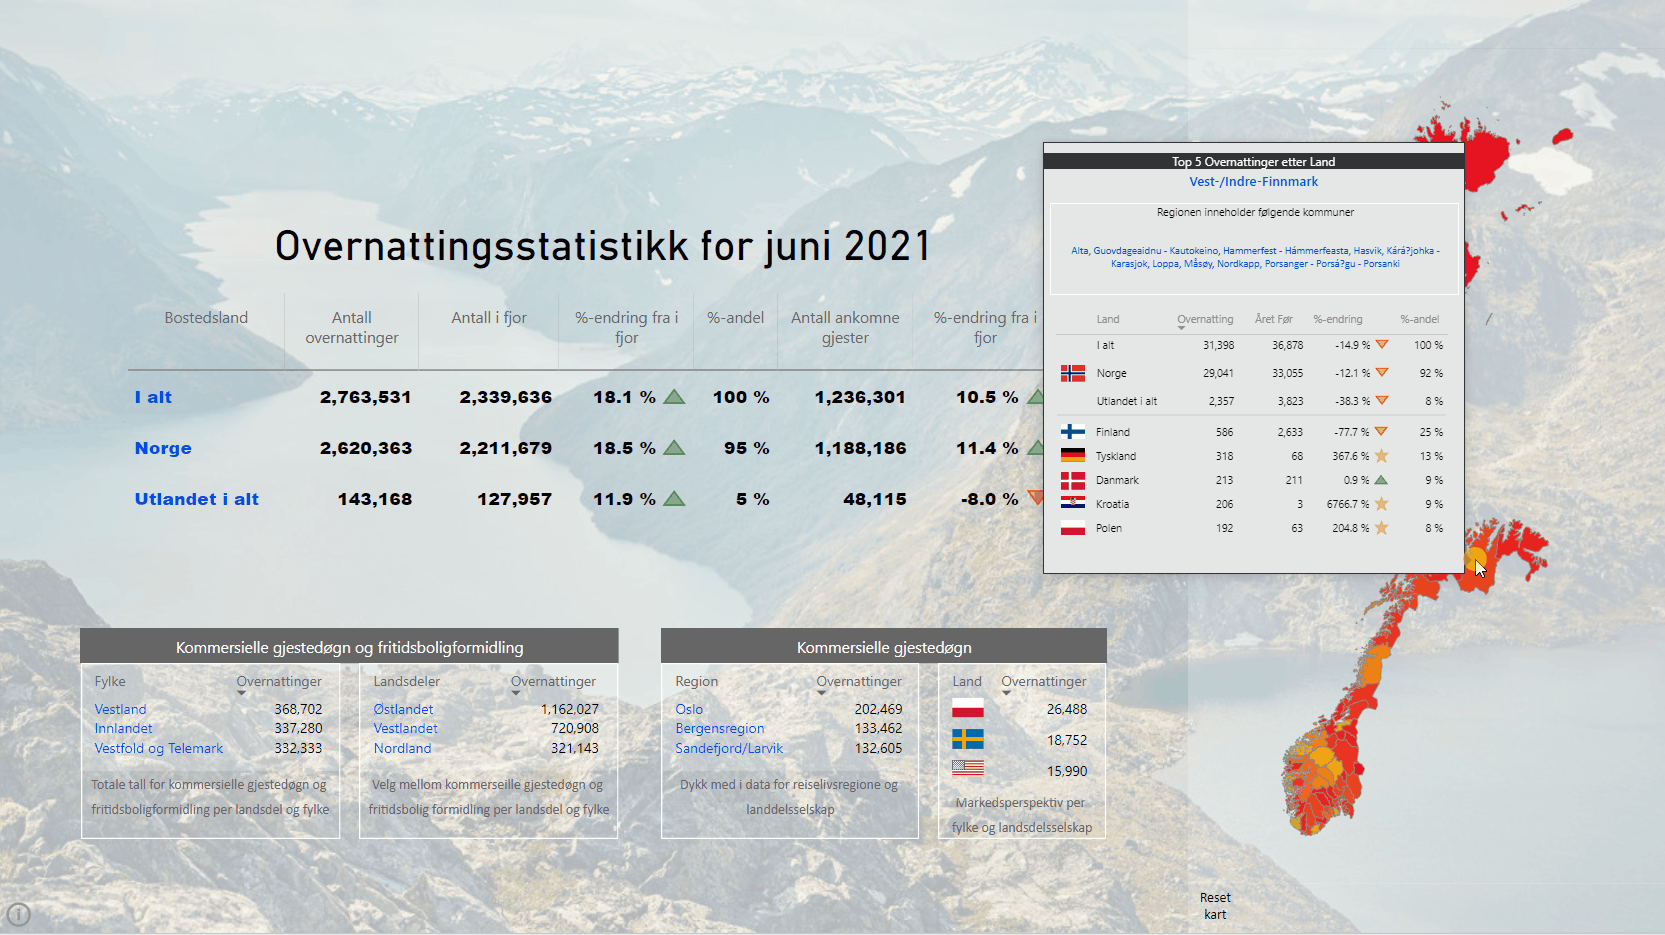 Overnattingsstatistikk for juni 2021
Bostedsland Antall overnattinger Antall i fjor %-endring fra i fjor %-andel Antall ankomne gjester %-endring fra i fjor
I alt 2,763,531 2,339,636 18.1 % 100 % 1,236,301 10.5 %
Norge 2,620,363 2,211,679 18.5 % 95 % 1,188,186 11.4 %
Utlandet i alt 143,168 127,957 11.9 % 5 % 48,115 -8.0 %
Top 5 Overnattinger etter Land
Vest-/Indre-Finnmark
Regionen inneholder følgende kommuner
Alta, Guovdageaidnu - Kautokeino, Hammerfest - Hámmerfeasta, Hasvik, Kárá?johka -
Karasjok, Loppa, Måsøy, Nordkapp, Porsanger - Porsá?gu - Porsanki
Land Overnatting Året Før %-endring %-andel
I alt 31,398 36,878 -14.9 % 100 %
Norge 29,041 33,055 -12.1 % 92 %
Utlandet i alt 2,357 3,823 -38.3 % 8 %
Finland 586 2,633 -77.7 % 25 %
Tyskland 318 68 367.6 % 13 %
Danmark 213 211 0.9 % 9 %
Kroatia 206 3 6766.7 % 9 %
Polen 192 63 204.8 % 8 %
Kommersielle gjestedøgn og fritidsboligformidling
Fylke Overnattinger
Vestland 368,702
Innlandet 337,280
Vestfold og Telemark 332,333
Totale tall for kommersielle gjestedøgn og
fritidsboligformidling per landsdel og fylke
Landsdeler Overnattinger
Østlandet 1,162,027
Vestlandet 720,908
Nordland 321,143
Velg mellom kommerseille gjestedøgn og
fritidsbolig formidling per landsdel og fylke
Kommersielle gjestedøgn
Region Overnattinger
Oslo 202,469
Bergensregion 133,462
Sandefjord/Larvik 132,605
Dykk med i data for reiselivsregione og
landdelsselskap
Land Overnattinger
26,488
18,752
15,990
Markedsperspektiv per
fylke og landsdelsselskap
Reset
kart